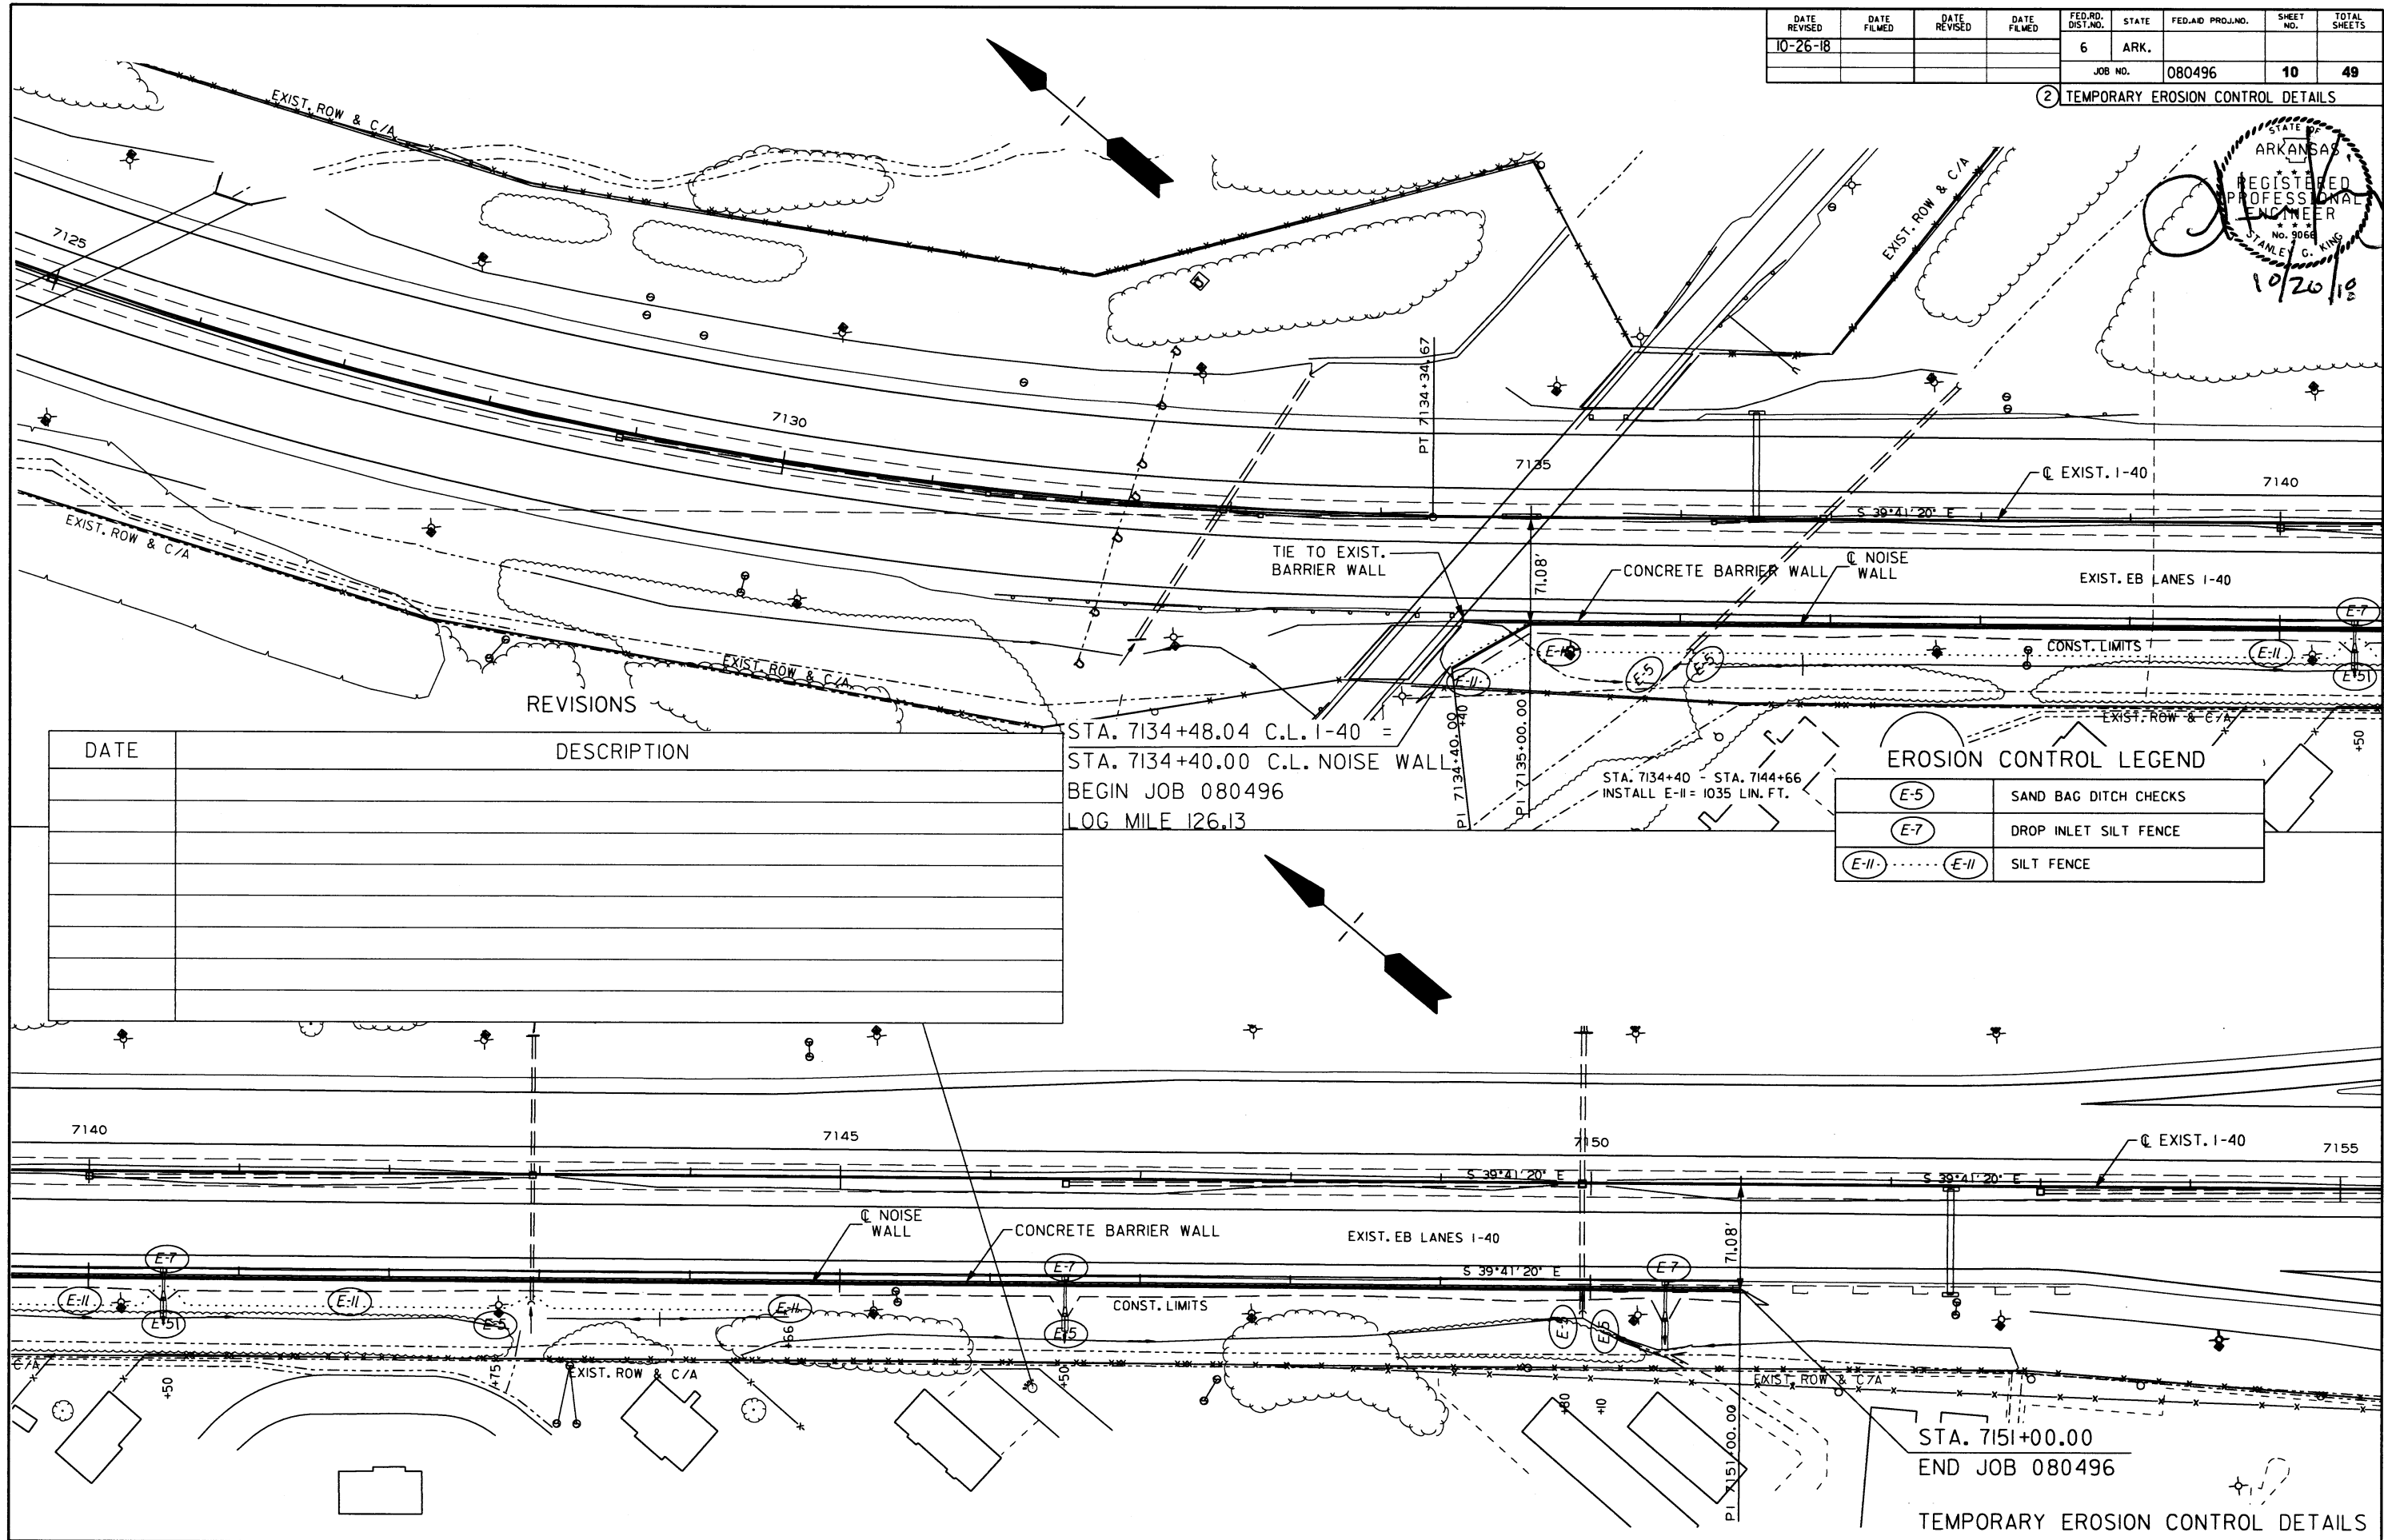 DATE REVISED
DATE FILMED
DATE REVISED
DATE FILMED
FED.RD. DIST.NO.
STATE
FED.AID PROJ.NO.
SHEET NO.
TOTAL SHEETS
10-26-18
6
ARK.
JOB NO.
080496
10
49
2 TEMPORARY EROSION CONTROL DETAILS
STATE OF
ARKANSAS
REGISTERED
PROFESSIONAL
ENGINEER
No. 9066
STANLEY G. KING
EXIST. ROW & C/A
EXIST. ROW & C/A
7125
7130
PT 7134+34.67
7135
℄ EXIST. I-40
7140
S 39°41'20" E
EXIST. ROW & C/A
TIE TO EXIST.
BARRIER WALL
71.08'
CONCRETE BARRIER WALL
℄ NOISE
WALL
EXIST. EB LANES I-40
E-7
E-11
E-5
E-5
CONST. LIMITS
E-11
E-5
E-11
EXIST. ROW & C/A
EXIST. ROW & C/A
+50
REVISIONS
DATE
DESCRIPTION
STA. 7134+48.04 C.L. I-40 =
STA. 7134+40.00 C.L. NOISE WALL
BEGIN JOB 080496
LOG MILE 126.13
PI 7134+40.00
+40
PI 7135+00.00
STA. 7134+40 - STA. 7144+66
INSTALL E-11 = 1035 LIN. FT.
EROSION CONTROL LEGEND
E-5 SAND BAG DITCH CHECKS
E-7 DROP INLET SILT FENCE
E-11 E-11 SILT FENCE
7140
7145
7150
℄ EXIST. I-40
7155
S 39°41'20" E
S 39°41'20" E
℄ NOISE
WALL
CONCRETE BARRIER WALL
EXIST. EB LANES I-40
71.08'
S 39°41'20" E
E-7
E-7
E-7
E-11
E-11
E-11
CONST. LIMITS
E-5
E-5
E-5
E-5
E-5
C/A
+50
+75
EXIST. ROW & C/A
+66
+50
+80
+10
EXIST. ROW & C/A
PI 7151+00.00
STA. 7151+00.00
END JOB 080496
TEMPORARY EROSION CONTROL DETAILS